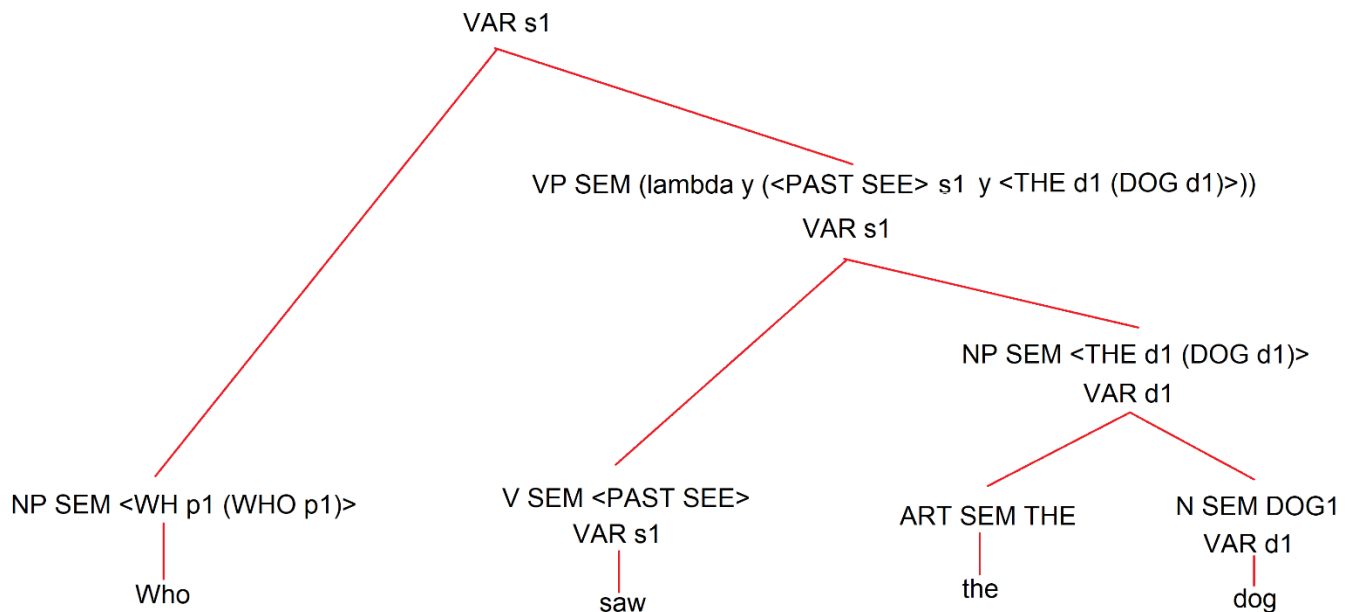 VAR s1
VP SEM (lambda y (<PAST SEE> s1 y <THE d1 (DOG d1)>))
VAR s1
NP SEM <THE d1 (DOG d1)>
VAR d1
NP SEM <WH p1 (WHO p1)>
V SEM <PAST SEE>
VAR s1
ART SEM THE
N SEM DOG1
VAR d1
Who
saw
the
dog